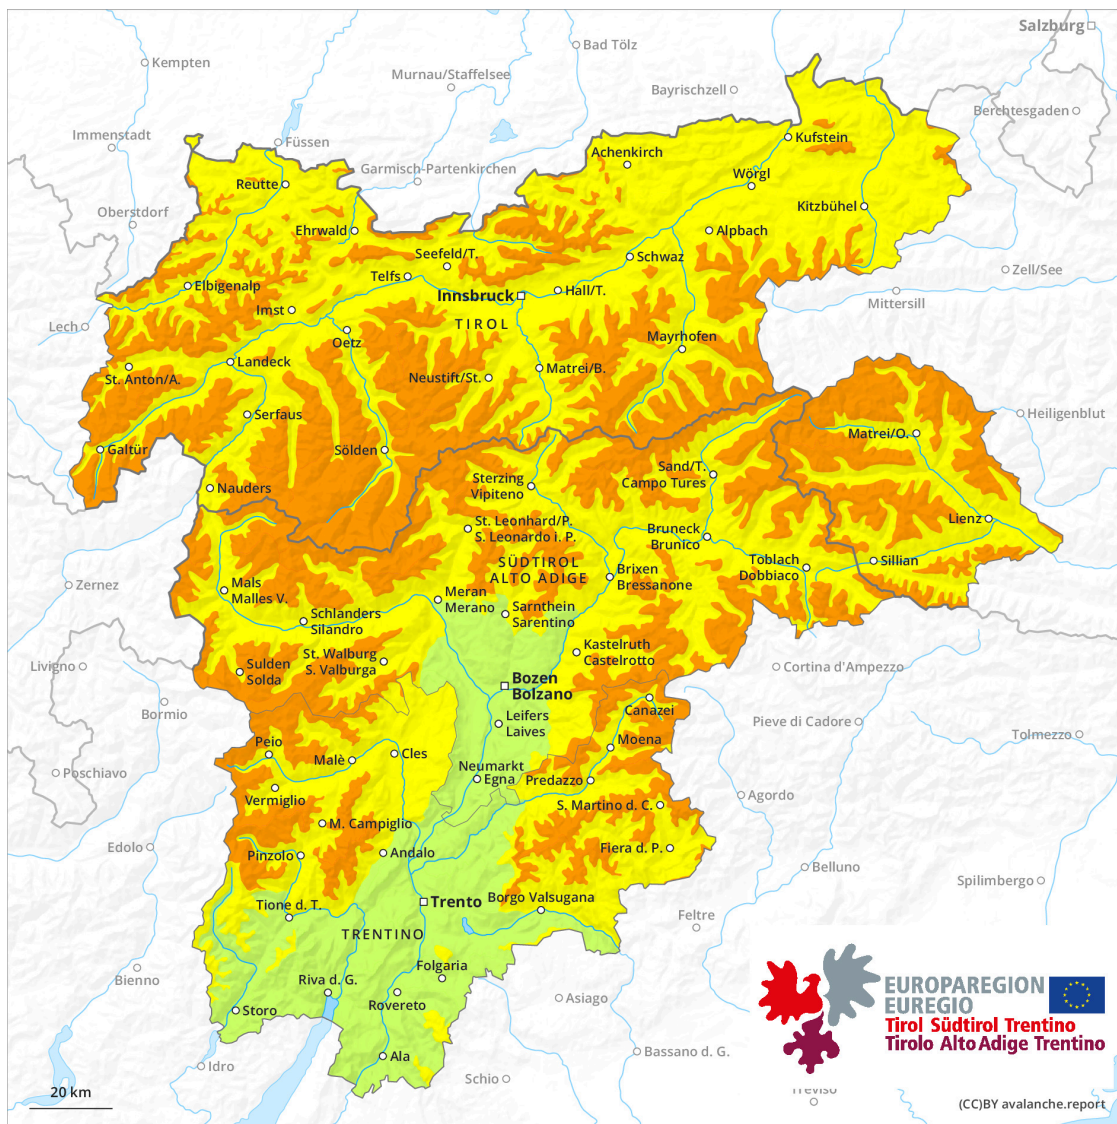 Salzburg
Bad Tölz
Kempten
Murnau/Staffelsee
Bayrischzell
Berchtesgaden
Immenstadt
Füssen
Kufstein
Achenkirch
Garmisch-Partenkirchen
Wörgl
Reutte
Oberstdorf
Kitzbühel
Ehrwald
Alpbach
Seefeld/T.
Schwaz
Telfs
Zell/See
Elbigenalp
Innsbruck
Hall/T.
Mittersill
Imst
TIROL
Lech
Oetz
Mayrhofen
Landeck
Matrei/B.
St. Anton/A.
Neustift/St.
Serfaus
Heiligenblut
Matrei/O.
Galtür
Sölden
Sterzing
Vipiteno
Sand/T.
Campo Tures
Nauders
St. Leonhard/P.
S. Leonardo i. P.
Bruneck
Brunico
Lienz
SÜDTIROL
ALTO ADIGE
Toblach
Dobbiaco
Sillian
Brixen
Bressanone
Zernez
Mals
Malles V.
Meran
Merano
Sarnthein
Sarentino
Schlanders
Silandro
Kastelruth
Castelrotto
St. Walburg
S. Valburga
Livigno
Sulden
Solda
Cortina d'Ampezzo
Bozen
Bolzano
Bormio
Canazei
Leifers
Laives
Pieve di Cadore
Tolmezzo
Peio
Moena
Cles
Malè
Poschiavo
Neumarkt
Egna
Predazzo
Vermiglio
Agordo
S. Martino d. C.
M. Campiglio
Edolo
Pinzolo
Andalo
Fiera d. P.
Belluno
Spilimbergo
Tione d. T.
Trento
Borgo Valsugana
Feltre
TRENTINO
Bienno
Folgaria
Riva d. G.
Rovereto
Asiago
Storo
EUROPAREGION
EUREGIO
Tirol Südtirol Trentino
Tirolo Alto Adige Trentino
Ala
Bassano d. G.
Idro
Schio
Treviso
20 km
(CC)BY avalanche.report